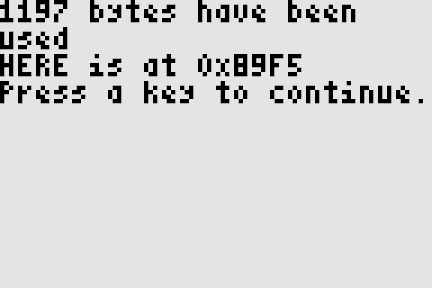 1197 bytes have been
used
HERE is at 0x89F5
Press a key to continue.